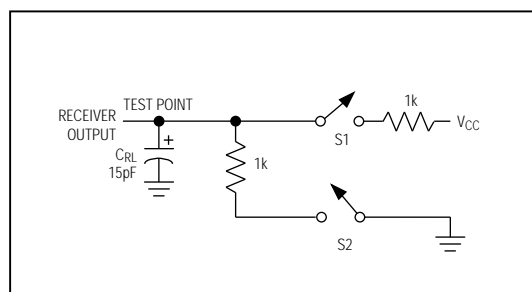 RECEIVER
OUTPUT
TEST POINT
+
CRL
15pF
1k
S1
1k
VCC
S2